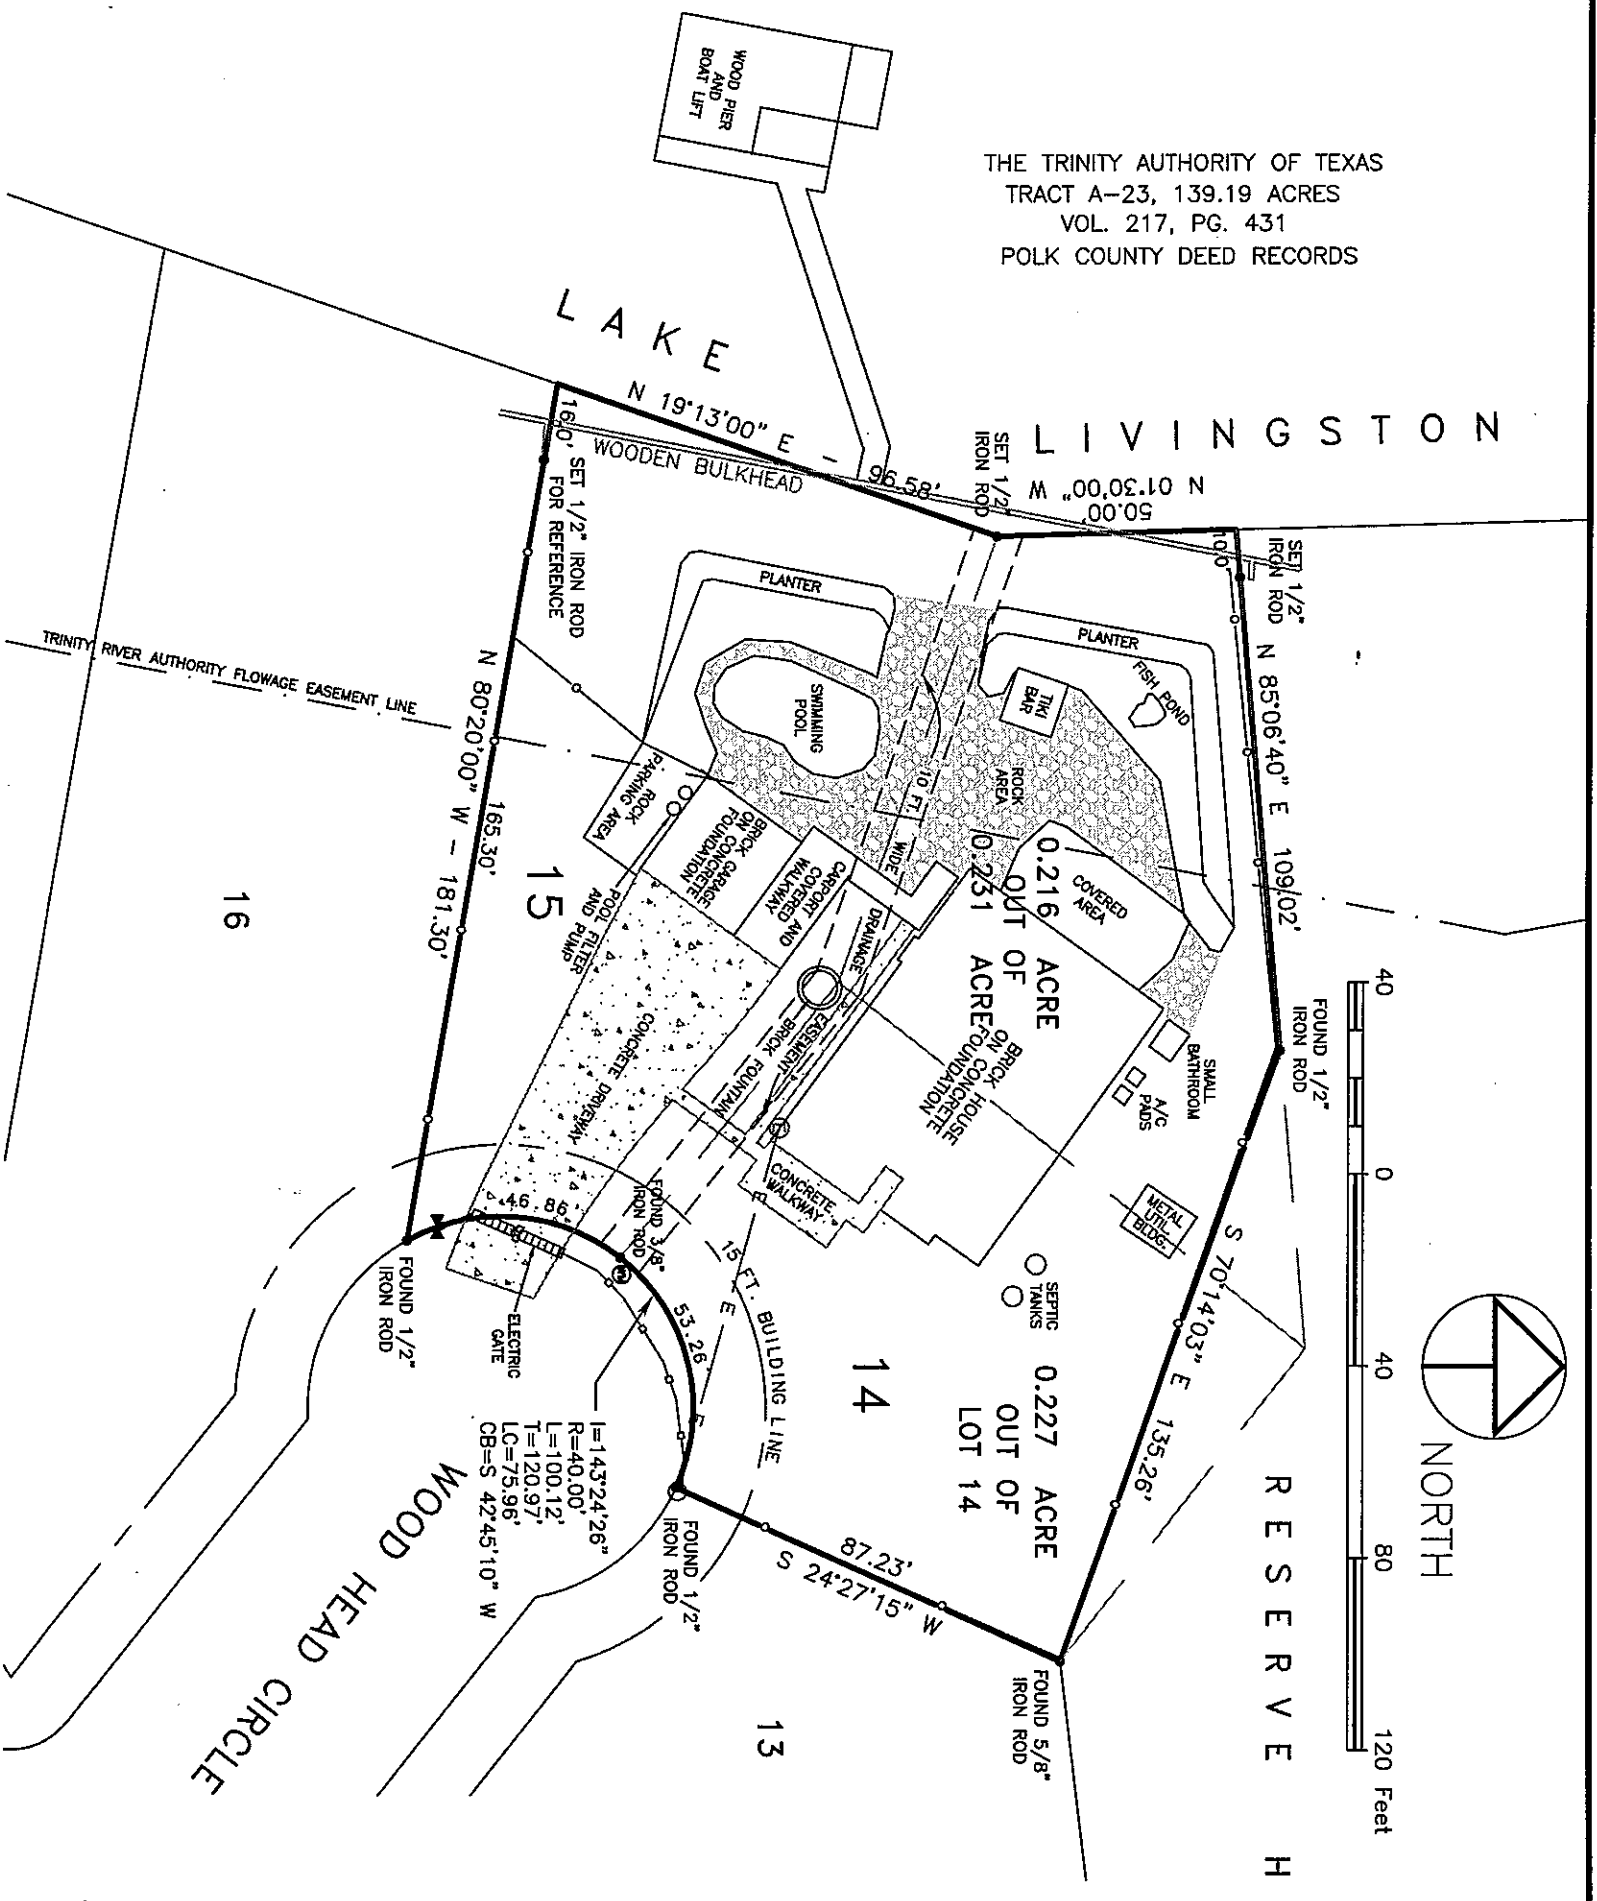 THE TRINITY AUTHORITY OF TEXAS
TRACT A-23, 139.19 ACRES
VOL. 217, PG. 431
POLK COUNTY DEED RECORDS
WOOD PIER
AND
BOAT LIFT
LAKE
LIVINGSTON
N 19°13'00" E - 96.58'
N 01°30'00" W
50.00'
SET 1/2"
IRON ROD
SET 1/2"
IRON ROD
10.0'
N 85°06'40" E 109.02'
FOUND 1/2"
IRON ROD
16.0'
SET 1/2" IRON ROD
FOR REFERENCE
WOODEN BULKHEAD
PLANTER
PLANTER
FISH POND
TIKI
BAR
SWIMMING
POOL
ROCK
AREA
COVERED
AREA
10 FT. WIDE DRAINAGE EASEMENT
TRINITY RIVER AUTHORITY FLOWAGE EASEMENT LINE
N 80°20'00" W - 181.30'
165.30'
ROCK
PARKING AREA
BRICK GARAGE
ON CONCRETE
FOUNDATION
CARPORT AND
COVERED
WALKWAY
POOL FILTER
AND PUMP
16
15
0.216 ACRE
OUT OF
0.231 ACRE
BRICK HOUSE
ON CONCRETE
FOUNDATION
BRICK FOUNTAIN
CONCRETE DRIVEWAY
SMALL
BATHROOM
A/C
PADS
METAL
UTIL.
BLDG.
CONCRETE
WALKWAY
SEPTIC
TANKS
S 70°14'03" E 135.26'
0.227 ACRE
OUT OF
LOT 14
14
15 FT. BUILDING LINE
E
E
E
46.86
53.26'
FOUND 3/8"
IRON ROD
FOUND 1/2"
IRON ROD
ELECTRIC
GATE
I=143°24'26"
R=40.00'
L=100.12'
T=120.97'
LC=75.96'
CB=S 42°45'10" W
FOUND 1/2"
IRON ROD
87.23'
S 24°27'15" W
FOUND 5/8"
IRON ROD
13
WOOD HEAD CIRCLE
RESERVE H
40 0 40 80 120 Feet
NORTH